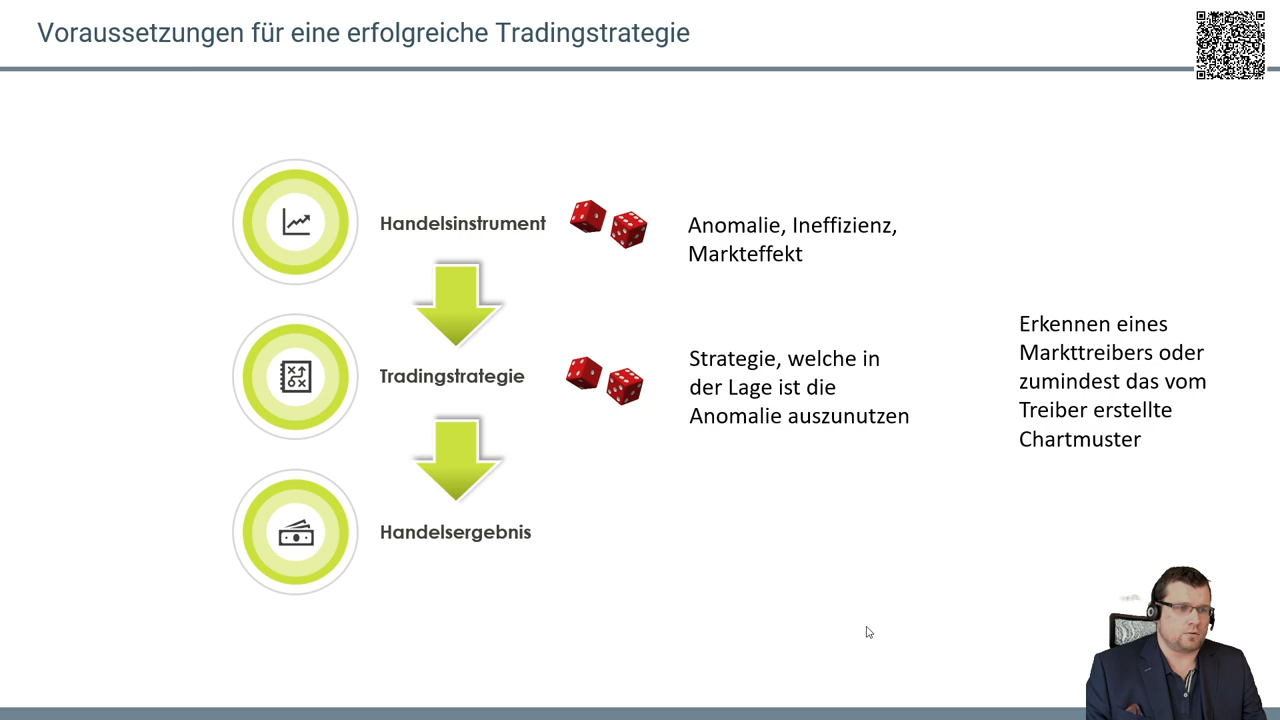 Voraussetzungen für eine erfolgreiche Tradingstrategie
Handelsinstrument
Anomalie, Ineffizienz,
Markteffekt
Tradingstrategie
Strategie, welche in
der Lage ist die
Anomalie auszunutzen
Erkennen eines
Markttreibers oder
zumindest das vom
Treiber erstellte
Chartmuster
Handelsergebnis